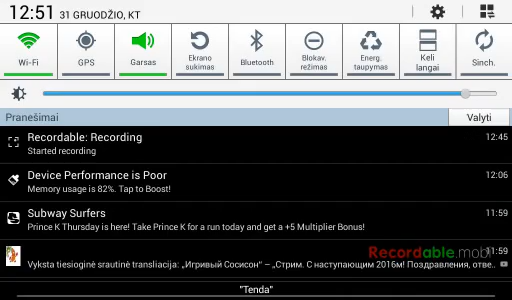 12:51 31 GRUODŽIO, KT
Wi-Fi
GPS
Garsas
Ekrano sukimas
Bluetooth
Blokav. režimas
Energ. taupymas
Keli langai
Sinch.
Pranešimai
Valyti
Recordable: Recording 12:45
Started recording
Device Performance is Poor 12:06
Memory usage is 82%. Tap to Boost!
Subway Surfers 11:59
Prince K Thursday is here! Take Prince K for a run today and get a +5 Multiplier Bonus!
Recordable.mobi 11:59
Vyksta tiesioginė srautinė transliacija: „Игривый Сосисон“ – „Стрим. С наступающим 2016м! Поздравления, отве..
"Tenda"